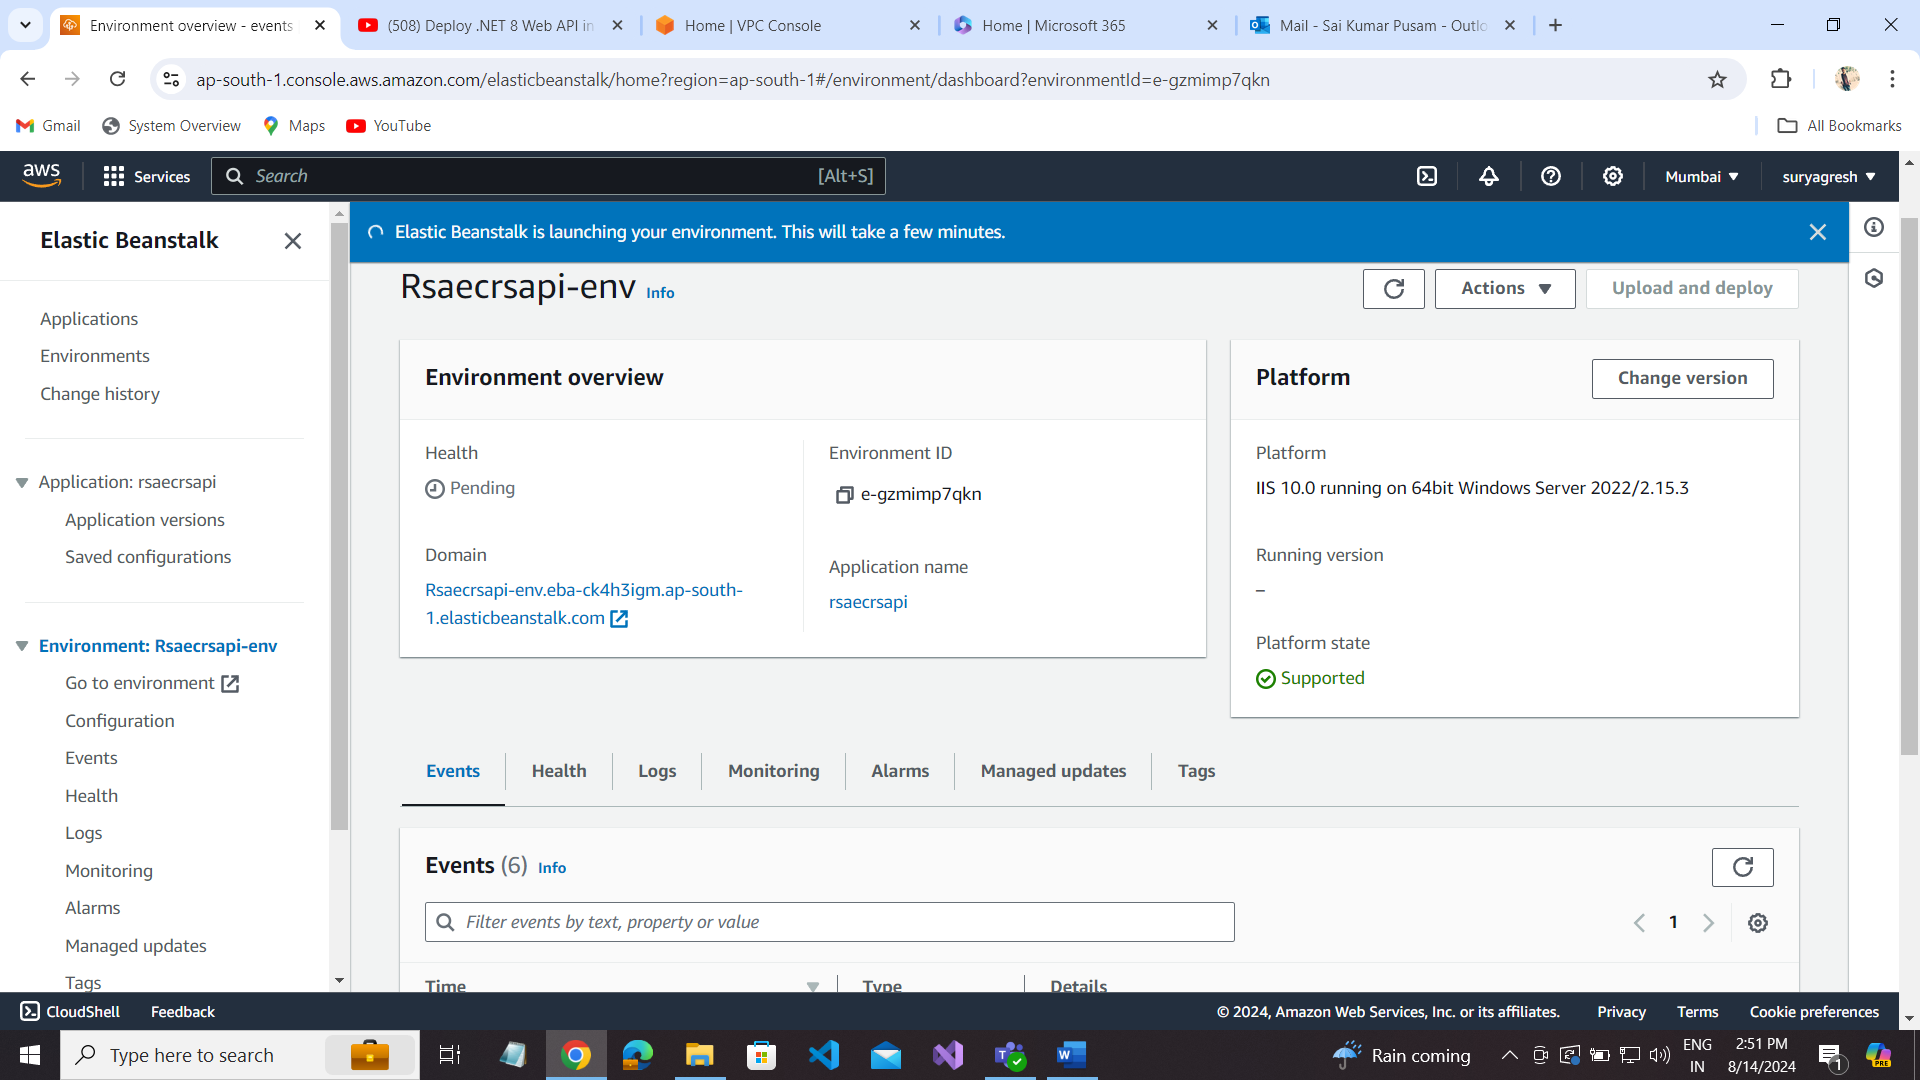 Environment overview - events
(508) Deploy .NET 8 Web API in
Home | VPC Console
Home | Microsoft 365
Mail - Sai Kumar Pusam - Outlo
ap-south-1.console.aws.amazon.com/elasticbeanstalk/home?region=ap-south-1#/environment/dashboard?environmentId=e-gzmimp7qkn
Gmail
System Overview
Maps
YouTube
All Bookmarks
aws
Services
Search
[Alt+S]
Mumbai
suryagresh
Elastic Beanstalk
Applications
Environments
Change history
Application: rsaecrsapi
Application versions
Saved configurations
Environment: Rsaecrsapi-env
Go to environment
Configuration
Events
Health
Logs
Monitoring
Alarms
Managed updates
Tags
Elastic Beanstalk is launching your environment. This will take a few minutes.
Rsaecrsapi-env Info
Actions
Upload and deploy
Environment overview
Health
Pending
Domain
Rsaecrsapi-env.eba-ck4h3igm.ap-south-
1.elasticbeanstalk.com
Environment ID
e-gzmimp7qkn
Application name
rsaecrsapi
Platform
Change version
Platform
IIS 10.0 running on 64bit Windows Server 2022/2.15.3
Running version
–
Platform state
Supported
Events
Health
Logs
Monitoring
Alarms
Managed updates
Tags
Events (6) Info
Filter events by text, property or value
1
Time
Type
Details
CloudShell
Feedback
© 2024, Amazon Web Services, Inc. or its affiliates.
Privacy
Terms
Cookie preferences
Type here to search
Rain coming
ENG
IN
2:51 PM
8/14/2024
1
PRE